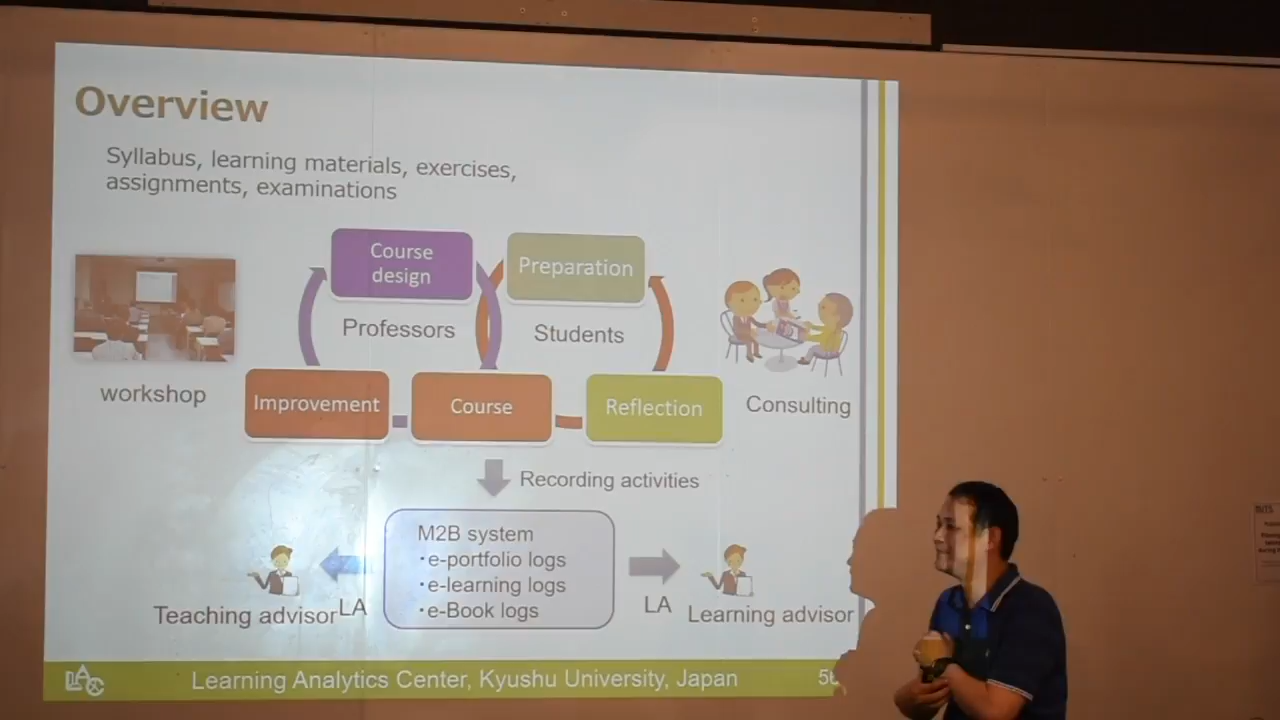 Overview
Syllabus, learning materials, exercises,
assignments, examinations
Course
design
Preparation
Professors
Students
workshop
Improvement
Course
Reflection
Consulting
Recording activities
M2B system
・e-portfolio logs
・e-learning logs
・e-Book logs
Teaching advisor
LA
LA
Learning advisor
LAC
Learning Analytics Center, Kyushu University, Japan